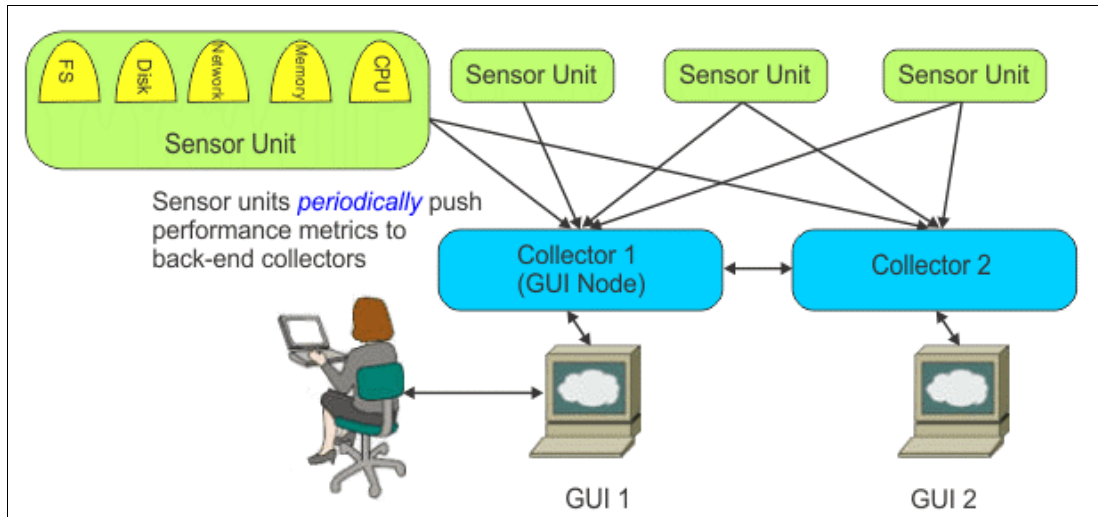 FS
Disk
Network
Memory
CPU
Sensor Unit
Sensor Unit
Sensor Unit
Sensor Unit
Sensor units periodically push
performance metrics to
back-end collectors
Collector 1
(GUI Node)
Collector 2
GUI 1
GUI 2